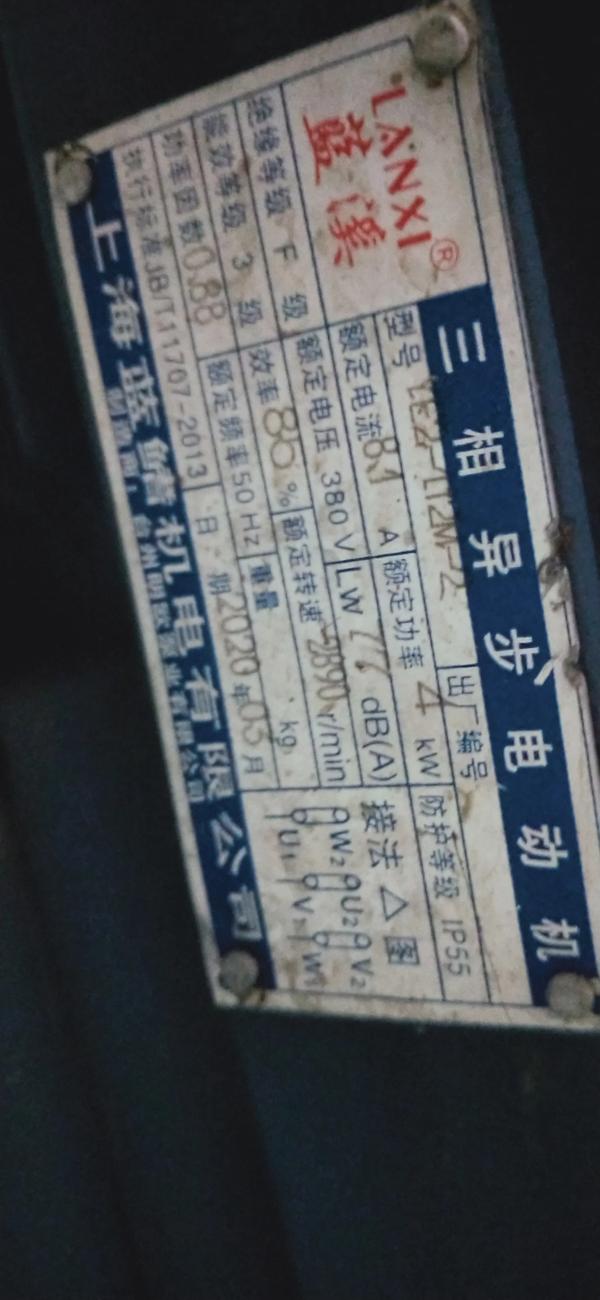 LANXI®
蓝溪
三相异步电动机
型号 YE2-112M-2 出厂编号
额定电流 8.1 A 额定功率 4 kW 防护等级 IP55
绝缘等级 F 级 额定电压 380 V LW 77 dB(A) 接法 △ 图
能效等级 3 级 效率 86 % 额定转速 2890 r/min W2 U2 V2
功率因数 0.88 额定频率 50 Hz 重量 kg U1 V1 W1
执行标准 JB/T11707-2013 日期 2020 年 03 月
上海蓝 机电有限公司